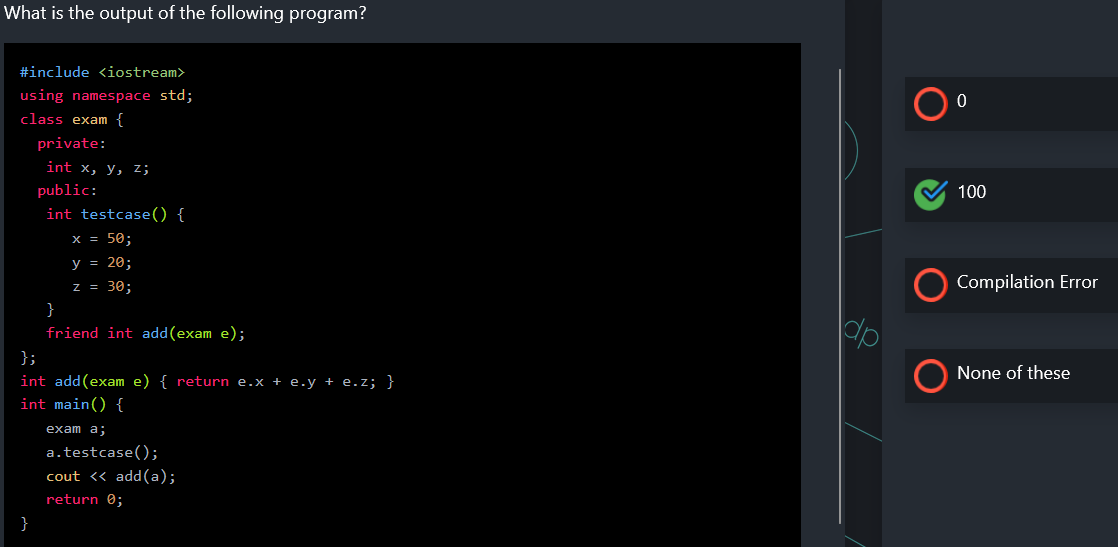 What is the output of the following program?
#include <iostream>
using namespace std;
class exam {
  private:
   int x, y, z;
  public:
   int testcase() {
      x = 50;
      y = 20;
      z = 30;
   }
   friend int add(exam e);
};
int add(exam e) { return e.x + e.y + e.z; }
int main() {
   exam a;
   a.testcase();
   cout << add(a);
   return 0;
}
0
100
Compilation Error
None of these